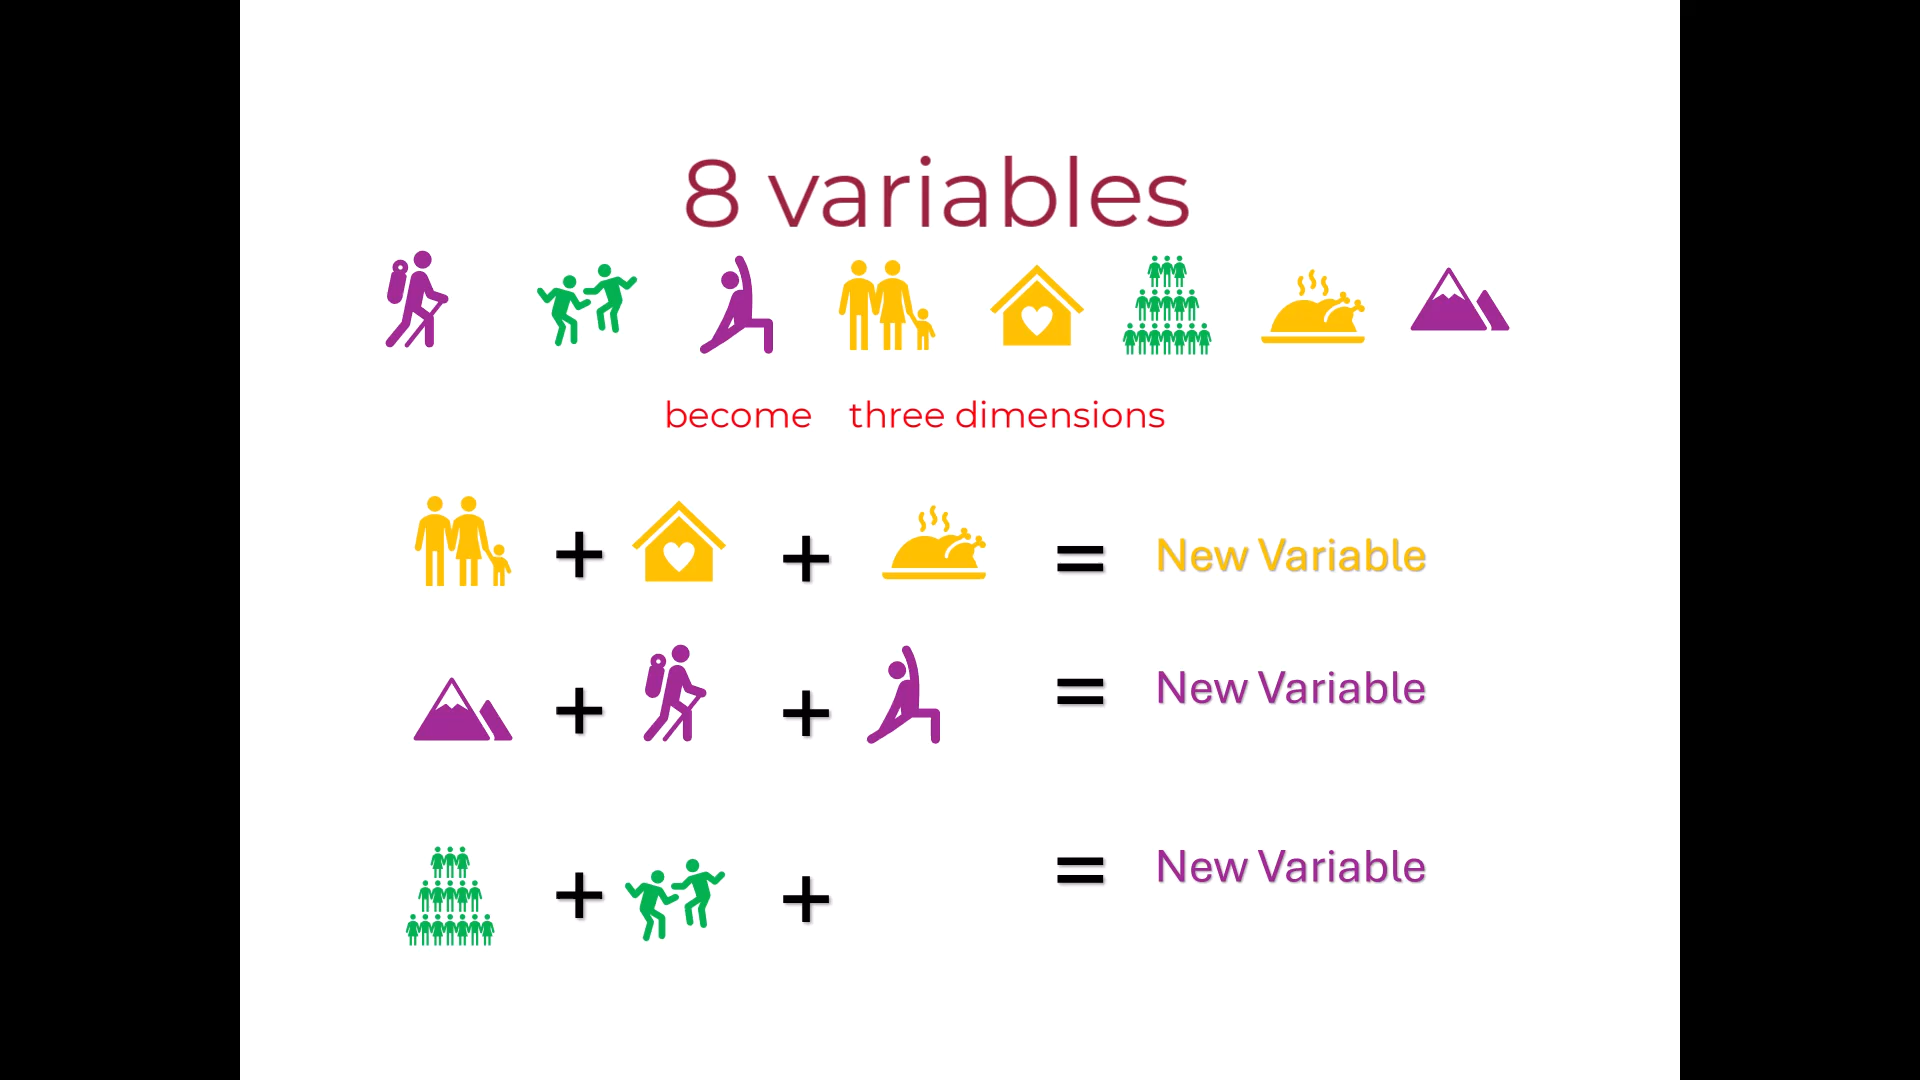 8 variables
become three dimensions
+ + = New Variable
+ + = New Variable
+ + = New Variable